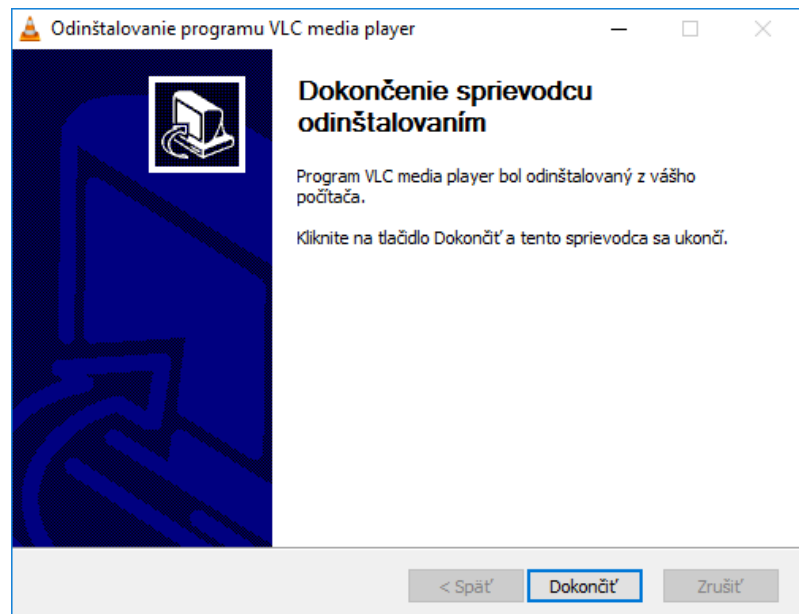 Odinštalovanie programu VLC media player
Dokončenie sprievodcu
odinštalovaním
Program VLC media player bol odinštalovaný z vášho
počítača.
Kliknite na tlačidlo Dokončiť a tento sprievodca sa ukončí.
< Späť Dokončiť Zrušiť